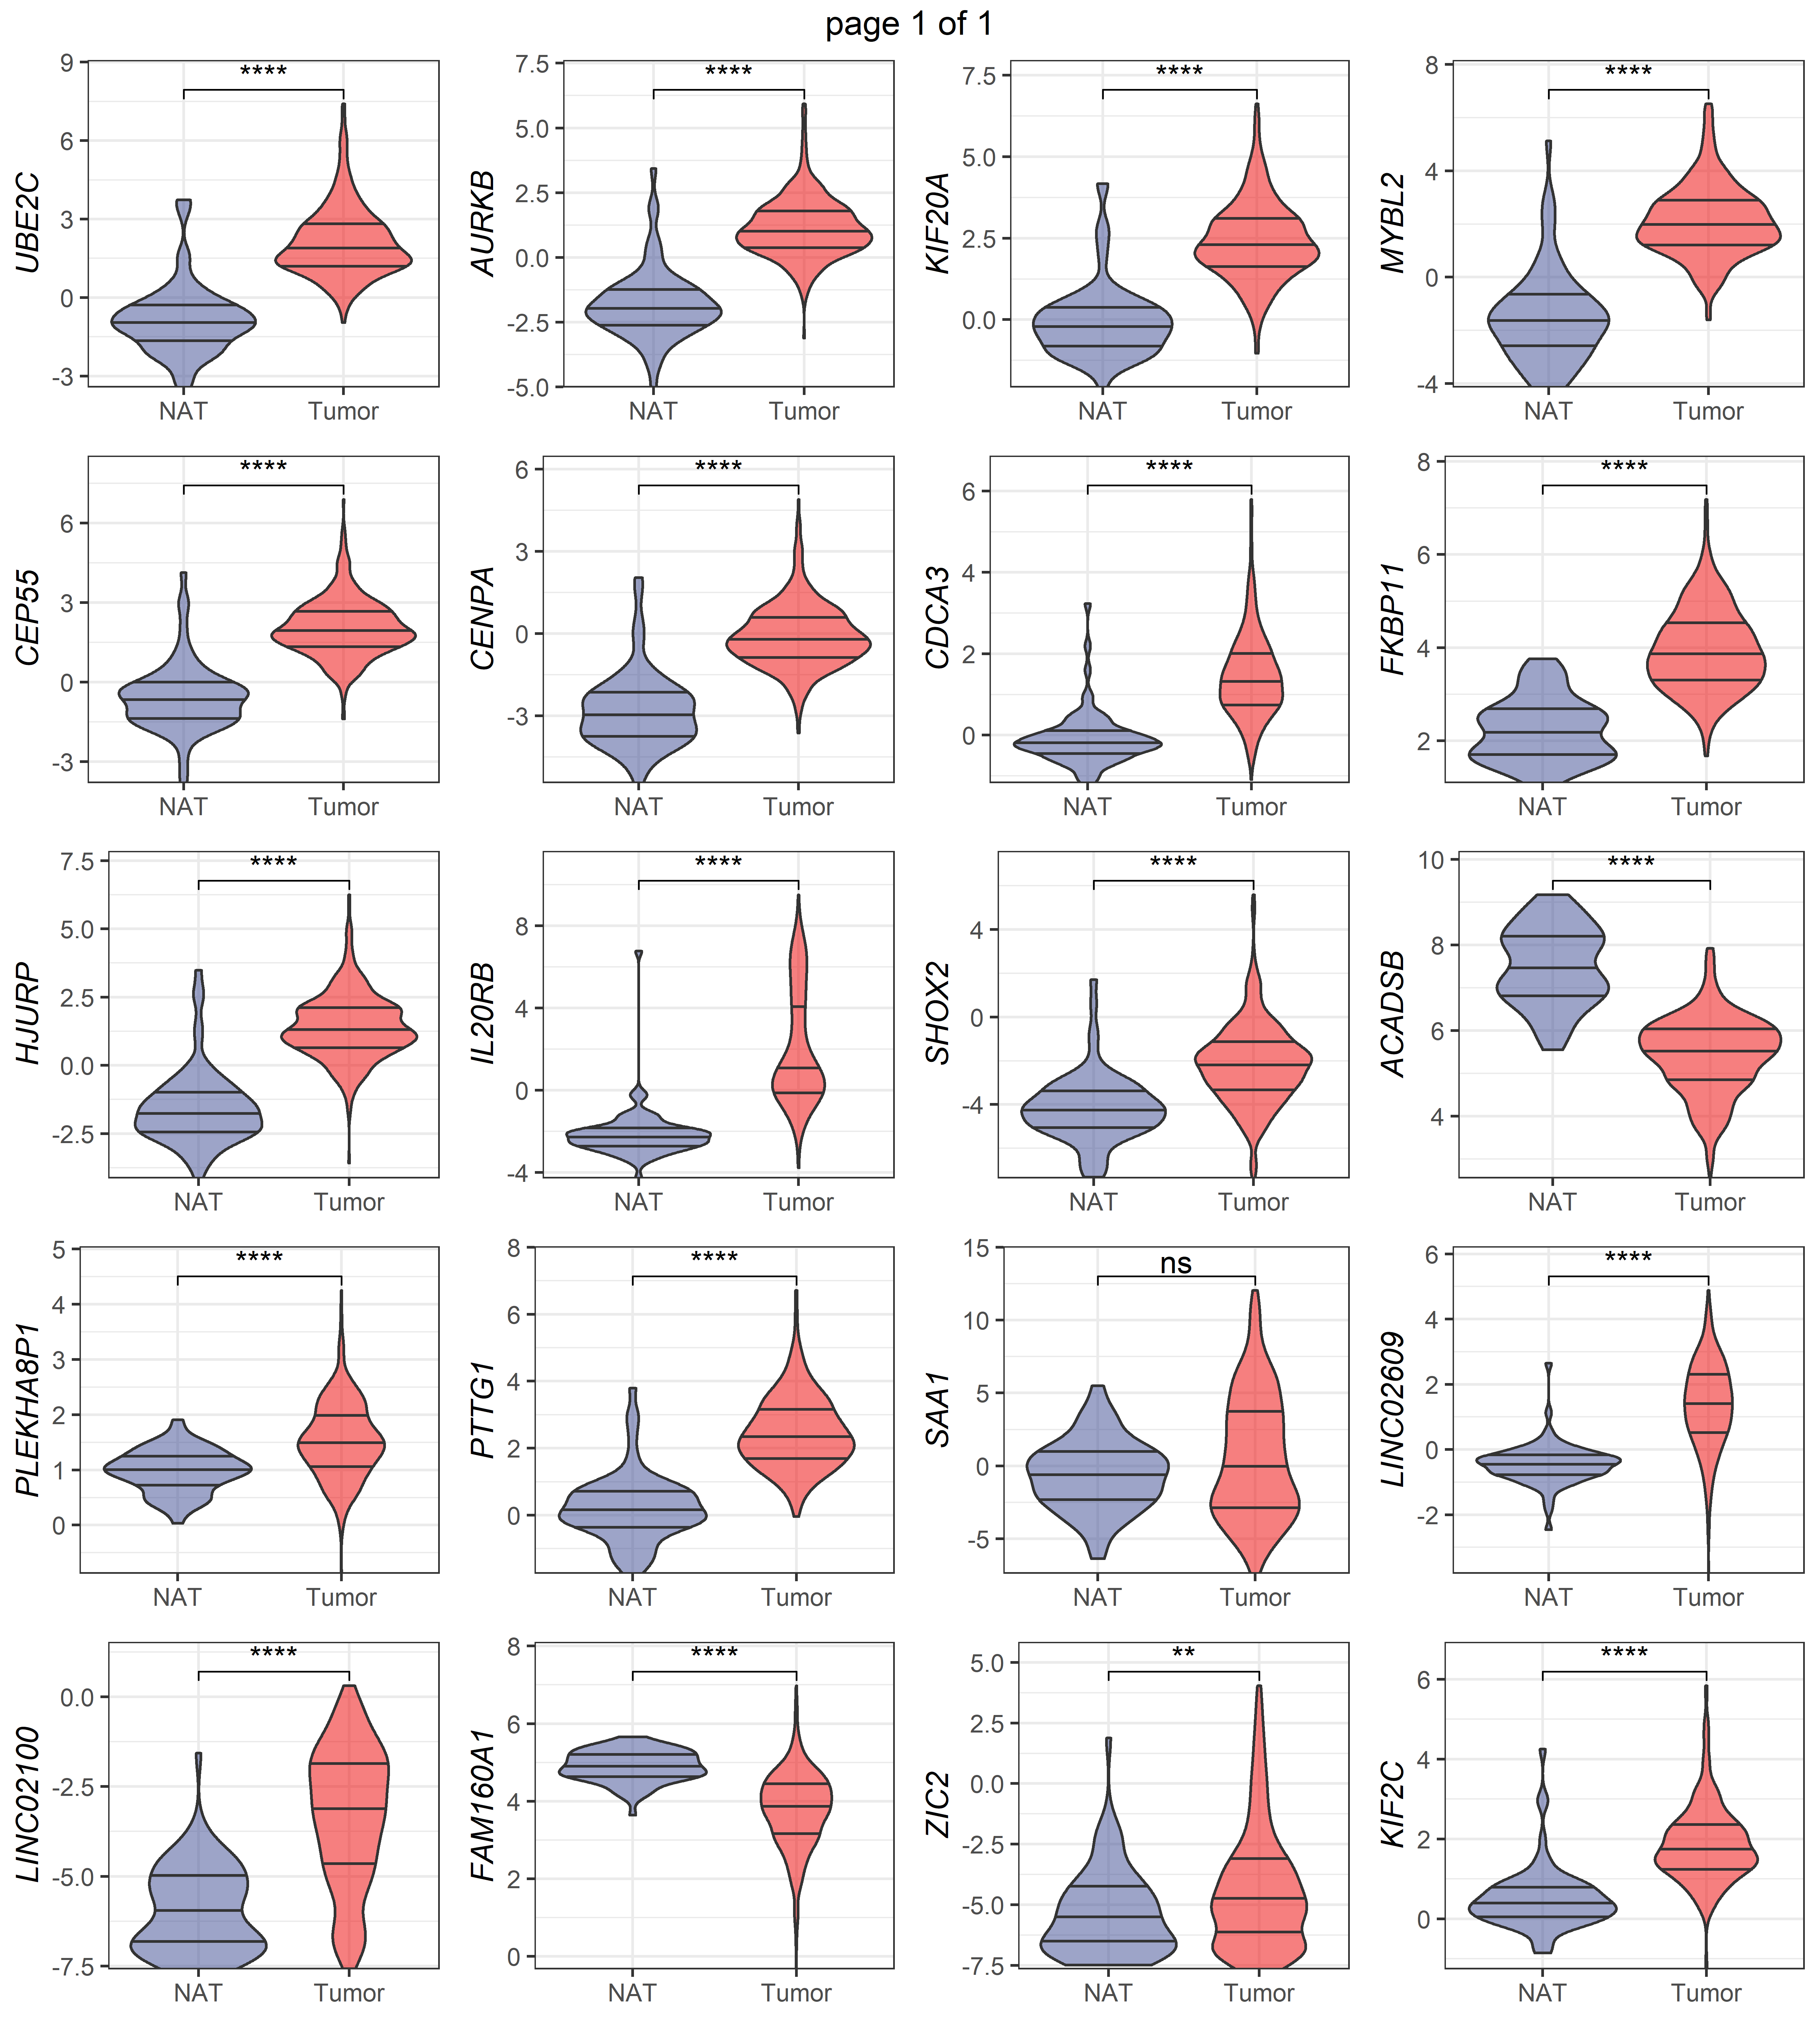 page 1 of 1
UBE2C
9
6
3
0
-3
****
NAT Tumor
AURKB
7.5
5.0
2.5
0.0
-2.5
-5.0
****
NAT Tumor
KIF20A
7.5
5.0
2.5
0.0
****
NAT Tumor
MYBL2
8
4
0
-4
****
NAT Tumor
CEP55
6
3
0
-3
****
NAT Tumor
CENPA
6
3
0
-3
****
NAT Tumor
CDCA3
6
4
2
0
****
NAT Tumor
FKBP11
8
6
4
2
****
NAT Tumor
HJURP
7.5
5.0
2.5
0.0
-2.5
****
NAT Tumor
IL20RB
8
4
0
-4
****
NAT Tumor
SHOX2
4
0
-4
****
NAT Tumor
ACADSB
10
8
6
4
****
NAT Tumor
PLEKHA8P1
5
4
3
2
1
0
****
NAT Tumor
PTTG1
8
6
4
2
0
****
NAT Tumor
SAA1
15
10
5
0
-5
ns
NAT Tumor
LINC02609
6
4
2
0
-2
****
NAT Tumor
LINC02100
0.0
-2.5
-5.0
-7.5
****
NAT Tumor
FAM160A1
8
6
4
2
0
****
NAT Tumor
ZIC2
5.0
2.5
0.0
-2.5
-5.0
-7.5
**
NAT Tumor
KIF2C
6
4
2
0
****
NAT Tumor